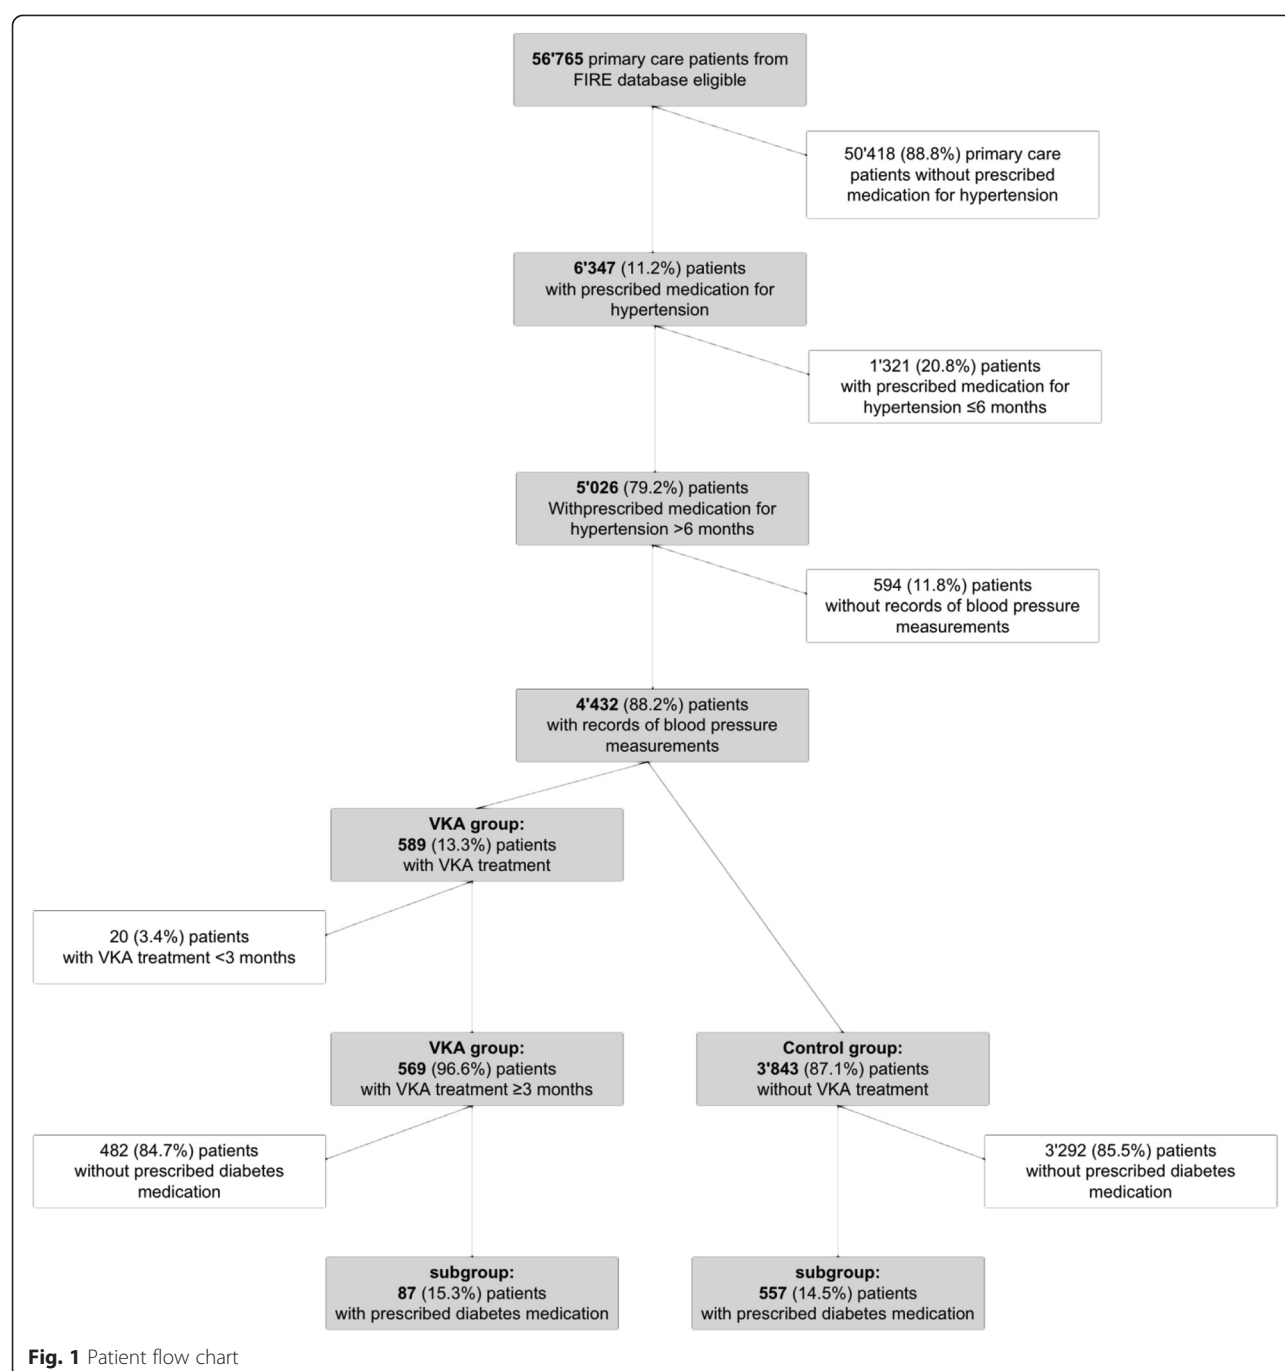 56'765 primary care patients from
FIRE database eligible
50'418 (88.8%) primary care
patients without prescribed
medication for hypertension
6'347 (11.2%) patients
with prescribed medication for
hypertension
1'321 (20.8%) patients
with prescribed medication for
hypertension ≤6 months
5'026 (79.2%) patients
Withprescribed medication for
hypertension >6 months
594 (11.8%) patients
without records of blood pressure
measurements
4'432 (88.2%) patients
with records of blood pressure
measurements
VKA group:
589 (13.3%) patients
with VKA treatment
20 (3.4%) patients
with VKA treatment <3 months
VKA group:
569 (96.6%) patients
with VKA treatment ≥3 months
Control group:
3'843 (87.1%) patients
without VKA treatment
482 (84.7%) patients
without prescribed diabetes
medication
3'292 (85.5%) patients
without prescribed diabetes
medication
subgroup:
87 (15.3%) patients
with prescribed diabetes medication
subgroup:
557 (14.5%) patients
with prescribed diabetes medication
Fig. 1 Patient flow chart